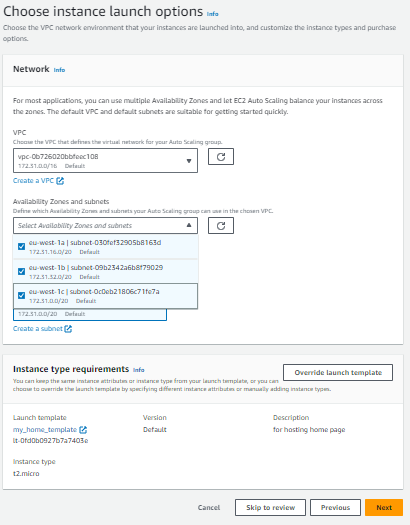 Choose instance launch options Info
Choose the VPC network environment that your instances are launched into, and customize the instance types and purchase
options.
Network Info
For most applications, you can use multiple Availability Zones and let EC2 Auto Scaling balance your instances across
the zones. The default VPC and default subnets are suitable for getting started quickly.
VPC
Choose the VPC that defines the virtual network for your Auto Scaling group.
vpc-0b726020bbfeec108
172.31.0.0/16 Default
Create a VPC
Availability Zones and subnets
Define which Availability Zones and subnets your Auto Scaling group can use in the chosen VPC.
Select Availability Zones and subnets
eu-west-1a | subnet-030fef32905b8163d
172.31.16.0/20 Default
eu-west-1b | subnet-09b2342a6b8f79029
172.31.32.0/20 Default
eu-west-1c | subnet-0c0eb21806c71fe7a
172.31.0.0/20 Default
172.31.0.0/20 Default
Create a subnet
Instance type requirements Info
Override launch template
You can keep the same instance attributes or instance type from your launch template, or you can
choose to override the launch template by specifying different instance attributes or manually adding instance types.
Launch template Version Description
my_home_template Default for hosting home page
lt-0fd0b0927b7a7403e
Instance type
t2.micro
Cancel Skip to review Previous Next